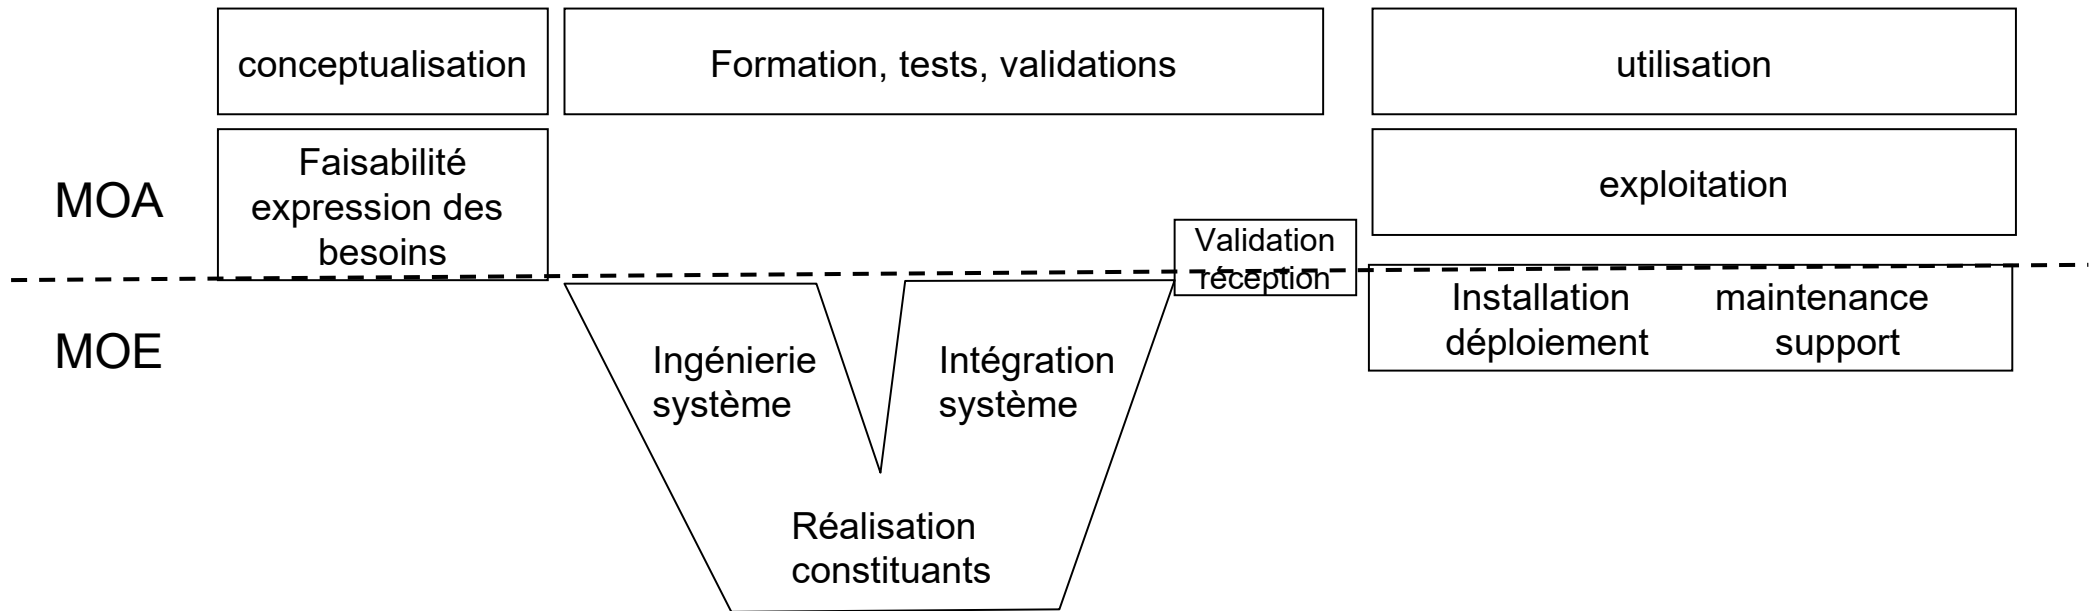 conceptualisation
Formation, tests, validations
utilisation
MOA
Faisabilité
expression des
besoins
exploitation
Validation
réception
MOE
Ingénierie
système
Intégration
système
Réalisation
constituants
Installation
déploiement
maintenance
support